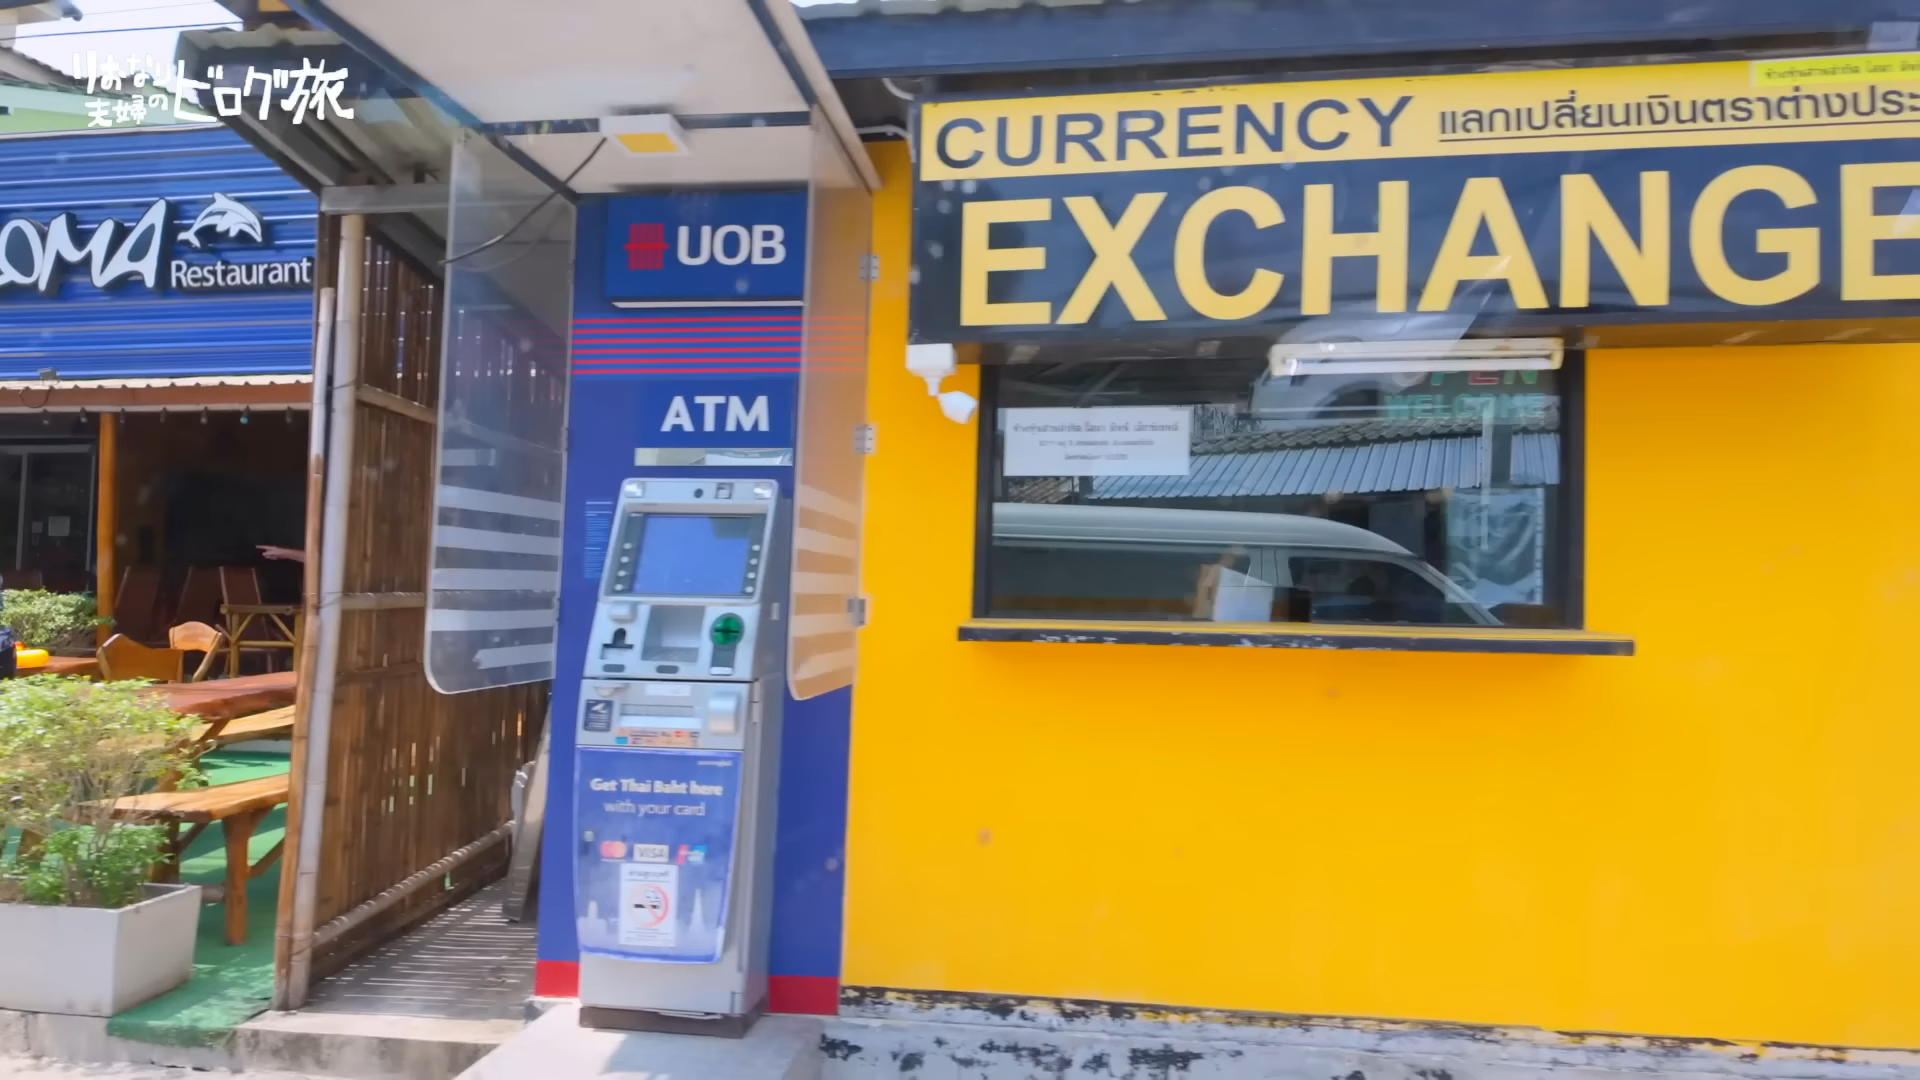 りおなり
夫婦の
ビログ旅
OMA
Restaurant
UOB
ATM
Get Thai Baht here
with your card
VISA
CURRENCY
แลกเปลี่ยนเงินตราต่างประ
EXCHANGE
OPEN
WELCOME